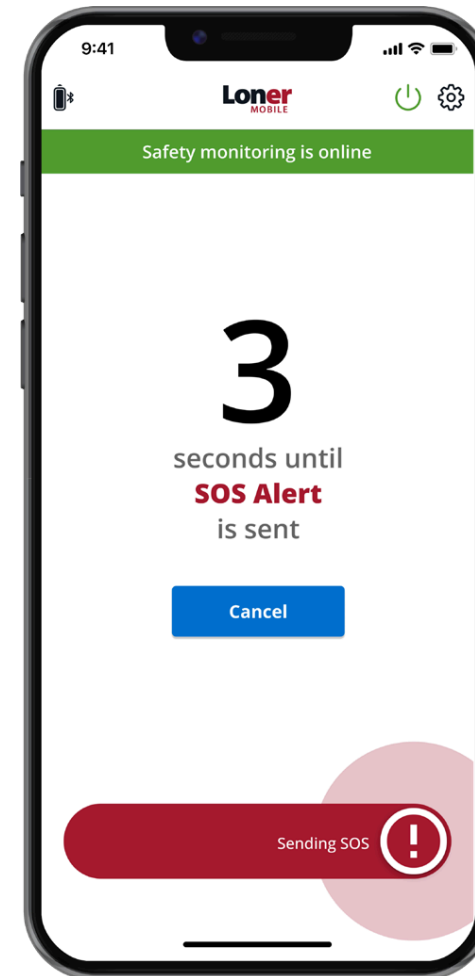 9:41
Loner
MOBILE
Safety monitoring is online
3
seconds until
SOS Alert
is sent
Cancel
Sending SOS
!